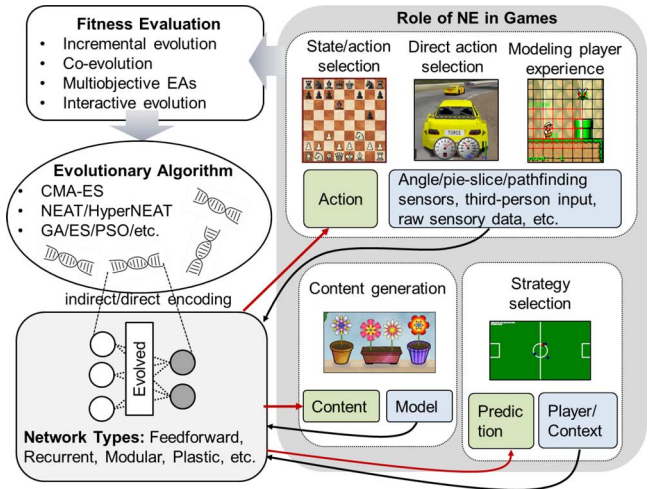 Fitness Evaluation
• Incremental evolution
• Co-evolution
• Multiobjective EAs
• Interactive evolution
Evolutionary Algorithm
• CMA-ES
• NEAT/HyperNEAT
• GA/ES/PSO/etc.
indirect/direct encoding
Evolved
Network Types: Feedforward,
Recurrent, Modular, Plastic, etc.
Role of NE in Games
State/action
selection
Direct action
selection
Modeling player
experience
TORCS
Action
Angle/pie-slice/pathfinding
sensors, third-person input,
raw sensory data, etc.
Content generation
Content
Model
Strategy
selection
Predic
tion
Player/
Context